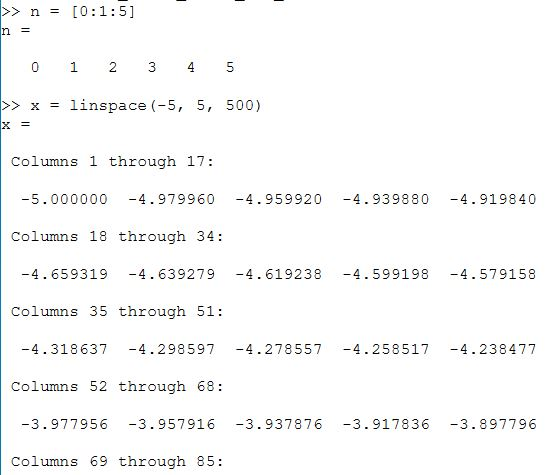 >> n = [0:1:5]
n =
0 1 2 3 4 5
>> x = linspace(-5, 5, 500)
x =
Columns 1 through 17:
-5.000000 -4.979960 -4.959920 -4.939880 -4.919840
Columns 18 through 34:
-4.659319 -4.639279 -4.619238 -4.599198 -4.579158
Columns 35 through 51:
-4.318637 -4.298597 -4.278557 -4.258517 -4.238477
Columns 52 through 68:
-3.977956 -3.957916 -3.937876 -3.917836 -3.897796
Columns 69 through 85: